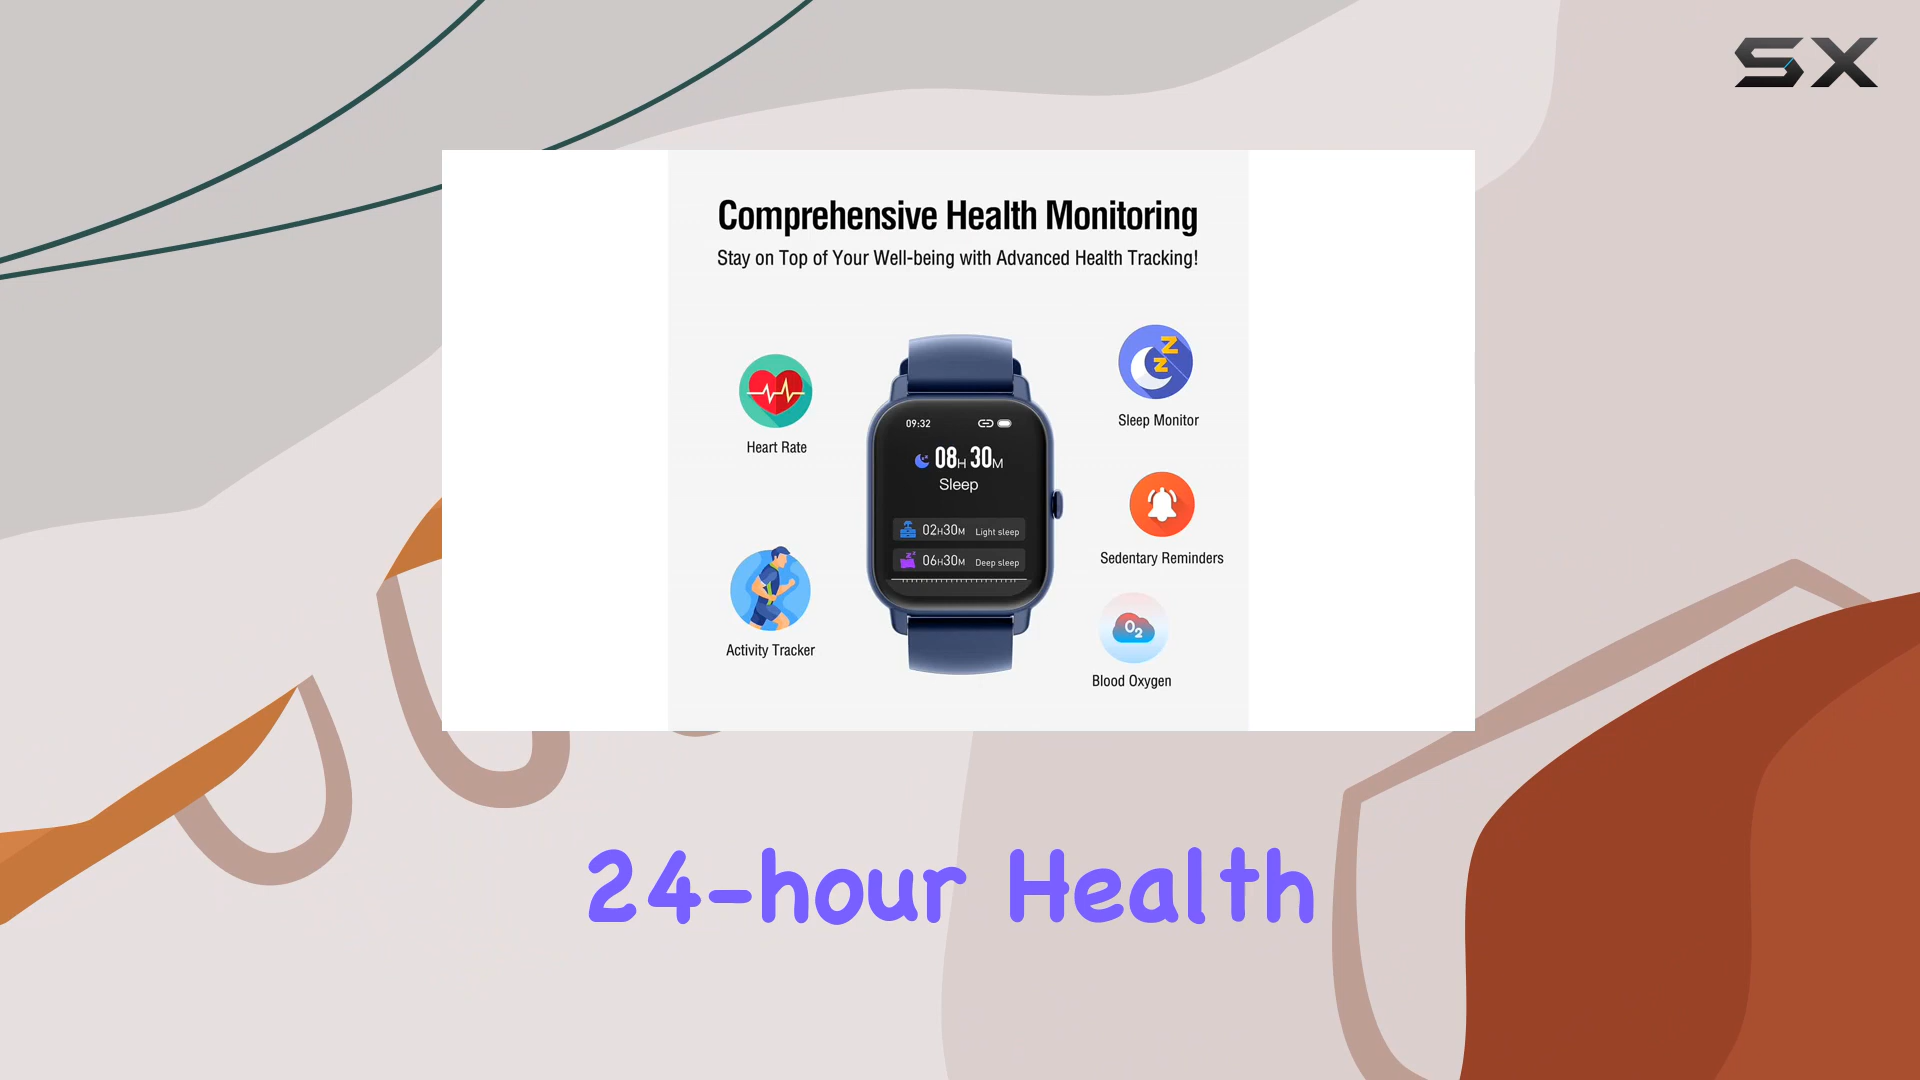 SX
Comprehensive Health Monitoring
Stay on Top of Your Well-being with Advanced Health Tracking!
Heart Rate
Activity Tracker
09:32
08H 30M
Sleep
02H30M Light sleep
06H30M Deep sleep
Z
Z
Sleep Monitor
Sedentary Reminders
O2
Blood Oxygen
24-hour Health